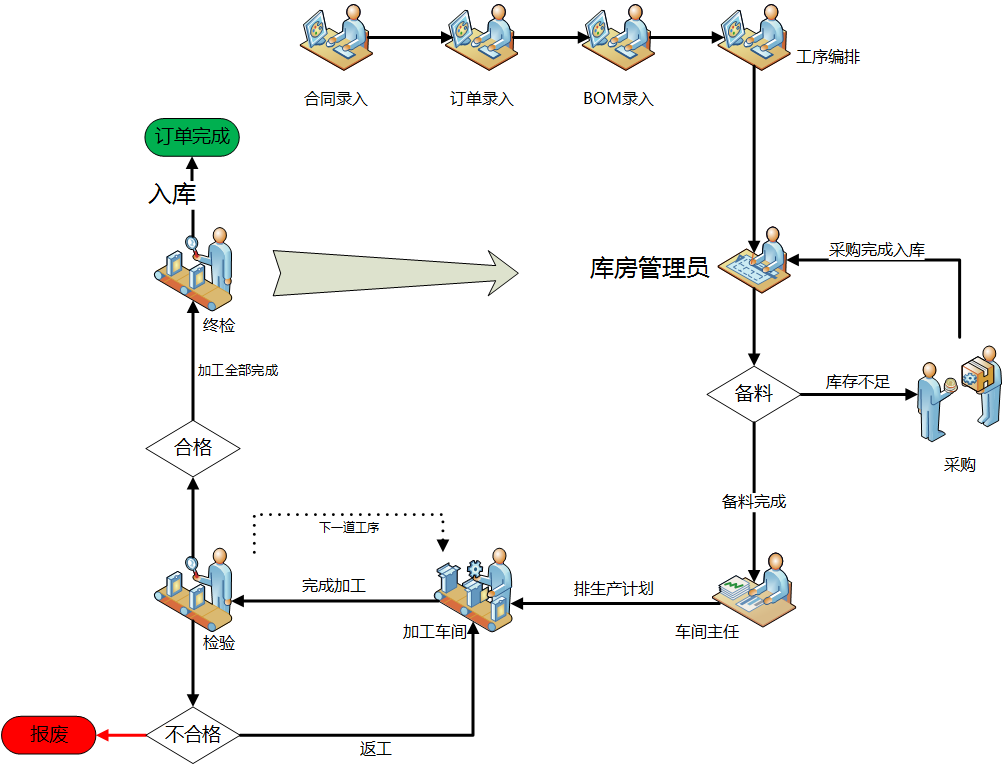 合同录入
订单录入
BOM录入
工序编排
订单完成
入库
终检
库房管理员
采购完成入库
加工全部完成
备料
库存不足
采购
合格
备料完成
下一道工序
完成加工
排生产计划
检验
加工车间
车间主任
报废
不合格
返工